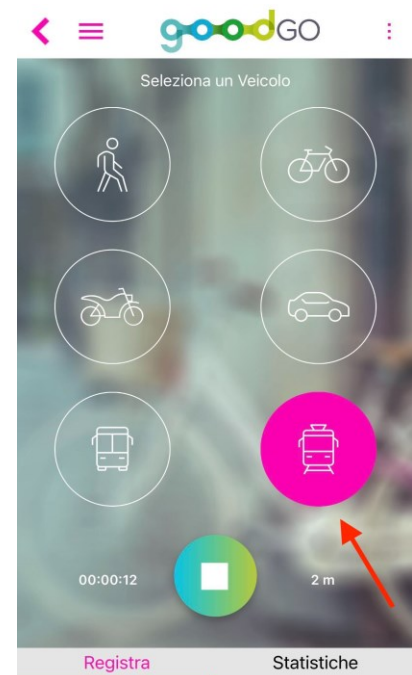 goodGO
Seleziona un Veicolo
00:00:12
2 m
Registra
Statistiche